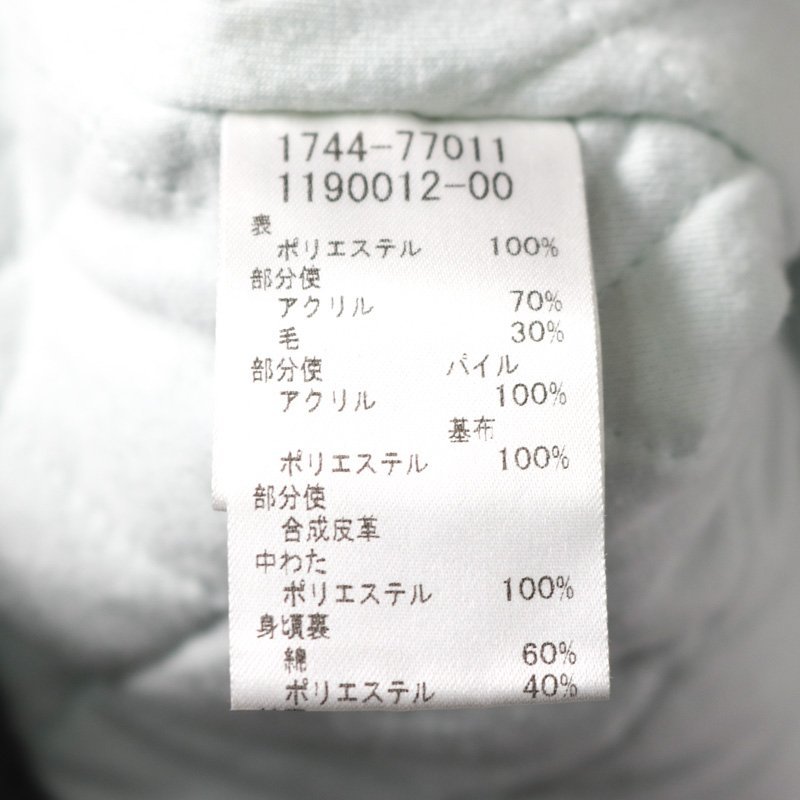 1744-77011
1190012-00
表
ポリエステル 100%
部分使
アクリル 70%
毛 30%
部分使 パイル
アクリル 100%
基布
ポリエステル 100%
部分使
合成皮革
中わた
ポリエステル 100%
身頃裏
綿 60%
ポリエステル 40%